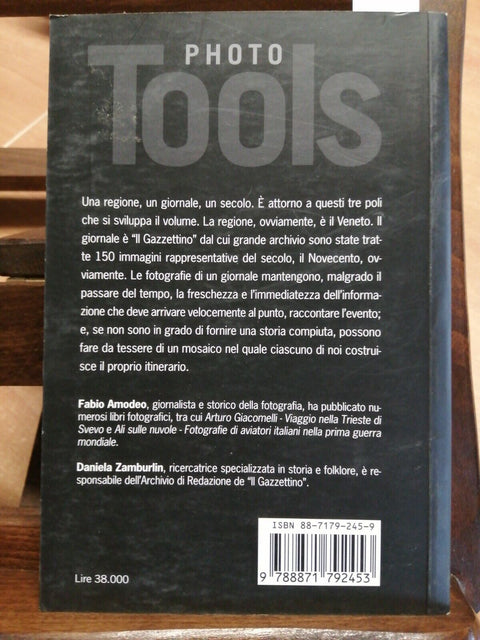 PHOTO
Tools
Una regione, un giornale, un secolo. È attorno a questi tre poli
che si sviluppa il volume. La regione, ovviamente, è il Veneto. Il
giornale è “Il Gazzettino” dal cui grande archivio sono state trat-
te 150 immagini rappresentative del secolo, il Novecento, ov-
viamente. Le fotografie di un giornale mantengono, malgrado il
passare del tempo, la freschezza e l'immediatezza dell'informa-
zione che deve arrivare velocemente al punto, raccontare l'evento;
e, se non sono in grado di fornire una storia compiuta, possono
fare da tessere di un mosaico nel quale ciascuno di noi costrui-
sce il proprio itinerario.
Fabio Amodeo, giornalista e storico della fotografia, ha pubblicato nu-
merosi libri fotografici, tra cui Arturo Giacomelli - Viaggio nella Trieste di
Svevo e Ali sulle nuvole - Fotografie di aviatori italiani nella prima guerra
mondiale.
Daniela Zamburlin, ricercatrice specializzata in storia e folklore, è re-
sponsabile dell'Archivio di Redazione de “Il Gazzettino”.
ISBN 88-7179-245-9
9 788871 792453
Lire 38.000